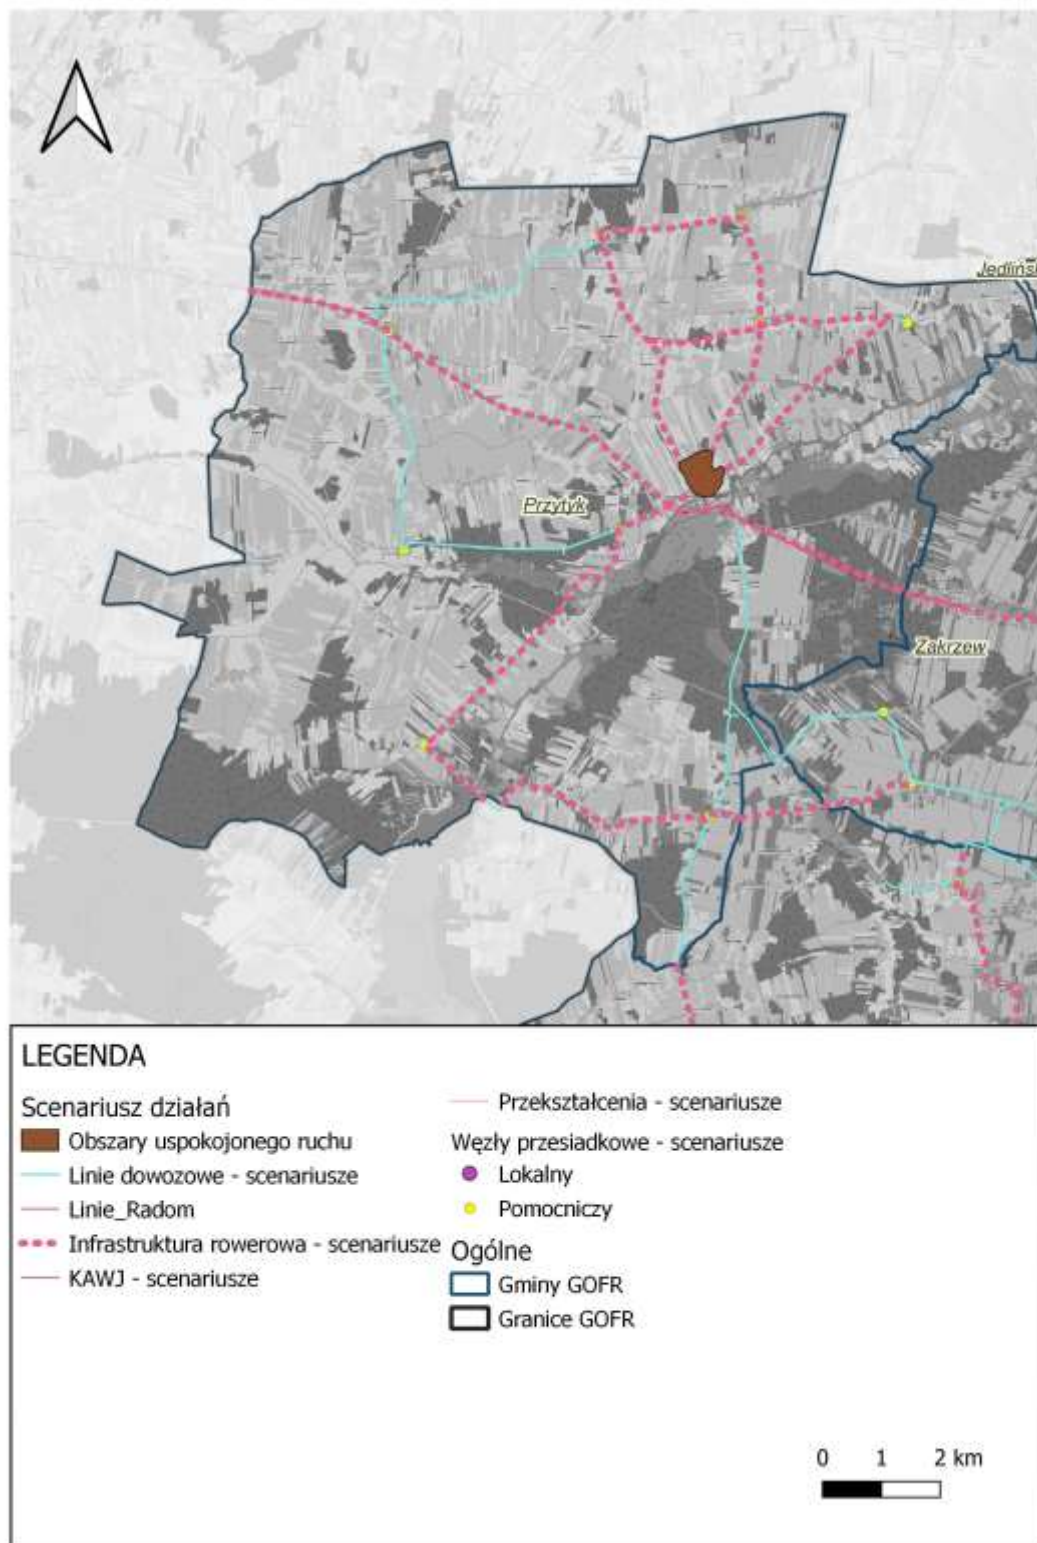 Jedlińsk
Przytyk
Zakrzew
LEGENDA
Scenariusz działań
Obszary uspokojonego ruchu
Linie dowozowe - scenariusze
Linie_Radom
Infrastruktura rowerowa - scenariusze
KAWJ - scenariusze
Przekształcenia - scenariusze
Węzły przesiadkowe - scenariusze
Lokalny
Pomocniczy
Ogólne
Gminy GOFR
Granice GOFR
0 1 2 km